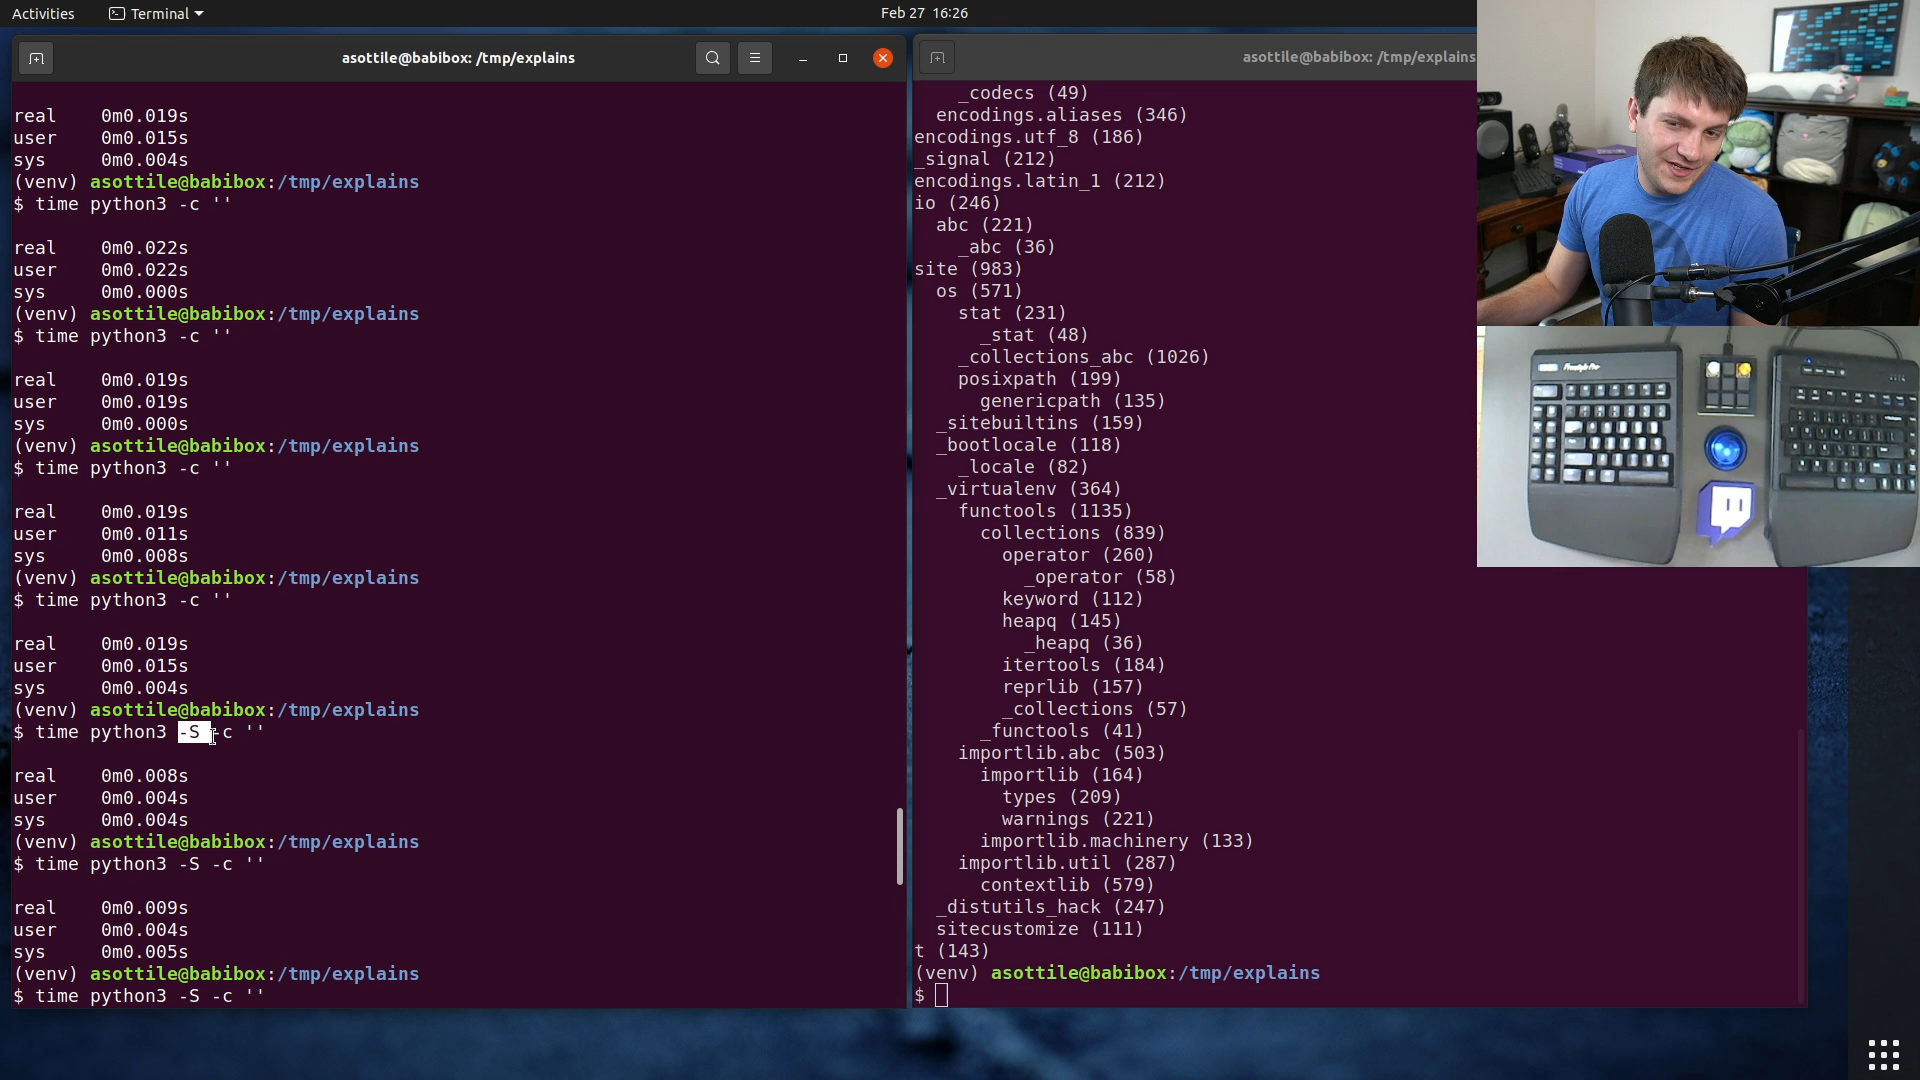 Activities
Terminal
Feb 27 16:26
asottile@babibox: /tmp/explains
real 0m0.019s
user 0m0.015s
sys 0m0.004s
(venv) asottile@babibox:/tmp/explains
$ time python3 -c ''
real 0m0.022s
user 0m0.022s
sys 0m0.000s
(venv) asottile@babibox:/tmp/explains
$ time python3 -c ''
real 0m0.019s
user 0m0.019s
sys 0m0.000s
(venv) asottile@babibox:/tmp/explains
$ time python3 -c ''
real 0m0.019s
user 0m0.011s
sys 0m0.008s
(venv) asottile@babibox:/tmp/explains
$ time python3 -c ''
real 0m0.019s
user 0m0.015s
sys 0m0.004s
(venv) asottile@babibox:/tmp/explains
$ time python3 -S -c ''
real 0m0.008s
user 0m0.004s
sys 0m0.004s
(venv) asottile@babibox:/tmp/explains
$ time python3 -S -c ''
real 0m0.009s
user 0m0.004s
sys 0m0.005s
(venv) asottile@babibox:/tmp/explains
$ time python3 -S -c ''
asottile@babibox: /tmp/explains
_codecs (49)
encodings.aliases (346)
encodings.utf_8 (186)
_signal (212)
encodings.latin_1 (212)
io (246)
abc (221)
_abc (36)
site (983)
os (571)
stat (231)
_stat (48)
_collections_abc (1026)
posixpath (199)
genericpath (135)
_sitebuiltins (159)
_bootlocale (118)
_locale (82)
_virtualenv (364)
functools (1135)
collections (839)
operator (260)
_operator (58)
keyword (112)
heapq (145)
_heapq (36)
itertools (184)
reprlib (157)
_collections (57)
_functools (41)
importlib.abc (503)
importlib (164)
types (209)
warnings (221)
importlib.machinery (133)
importlib.util (287)
contextlib (579)
_distutils_hack (247)
sitecustomize (111)
t (143)
(venv) asottile@babibox:/tmp/explains
$